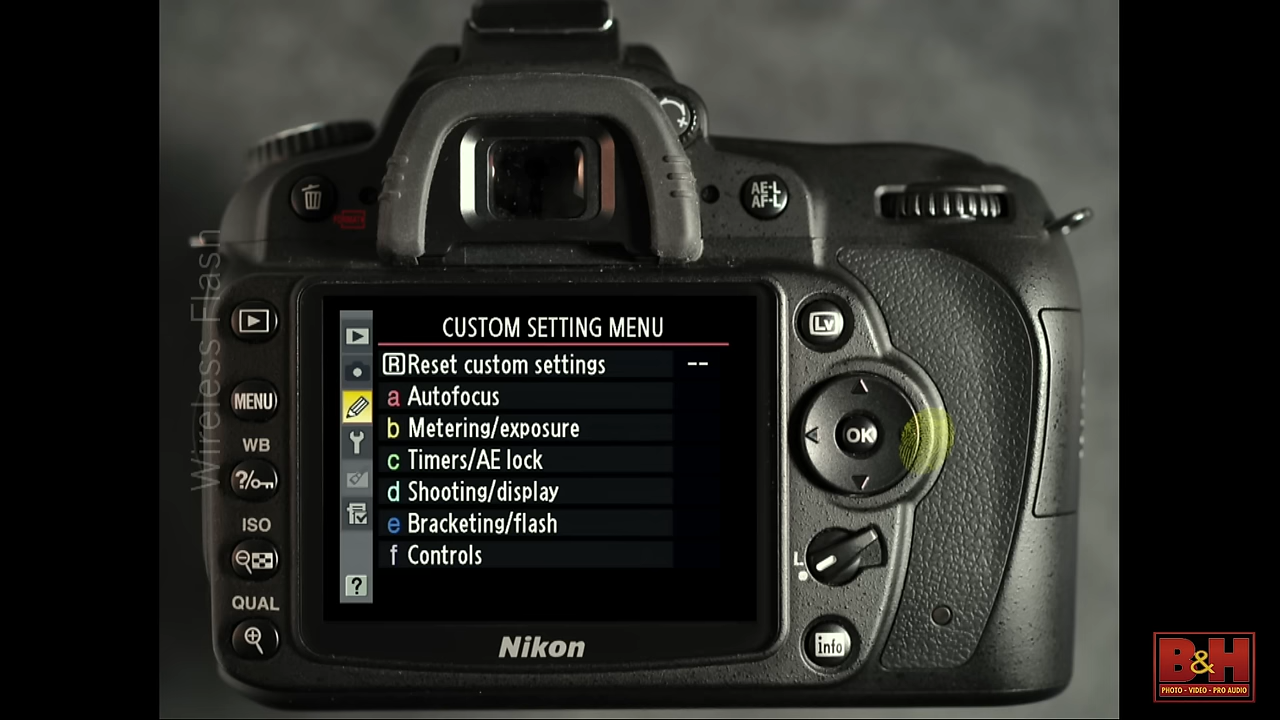 AE-L
AF-L
Wireless Flash
CUSTOM SETTING MENU
R Reset custom settings --
a Autofocus
b Metering/exposure
c Timers/AE lock
d Shooting/display
e Bracketing/flash
f Controls
?
MENU
WB
?
ISO
QUAL
Lv
OK
L
info
Nikon
B&H
PHOTO - VIDEO - PRO AUDIO